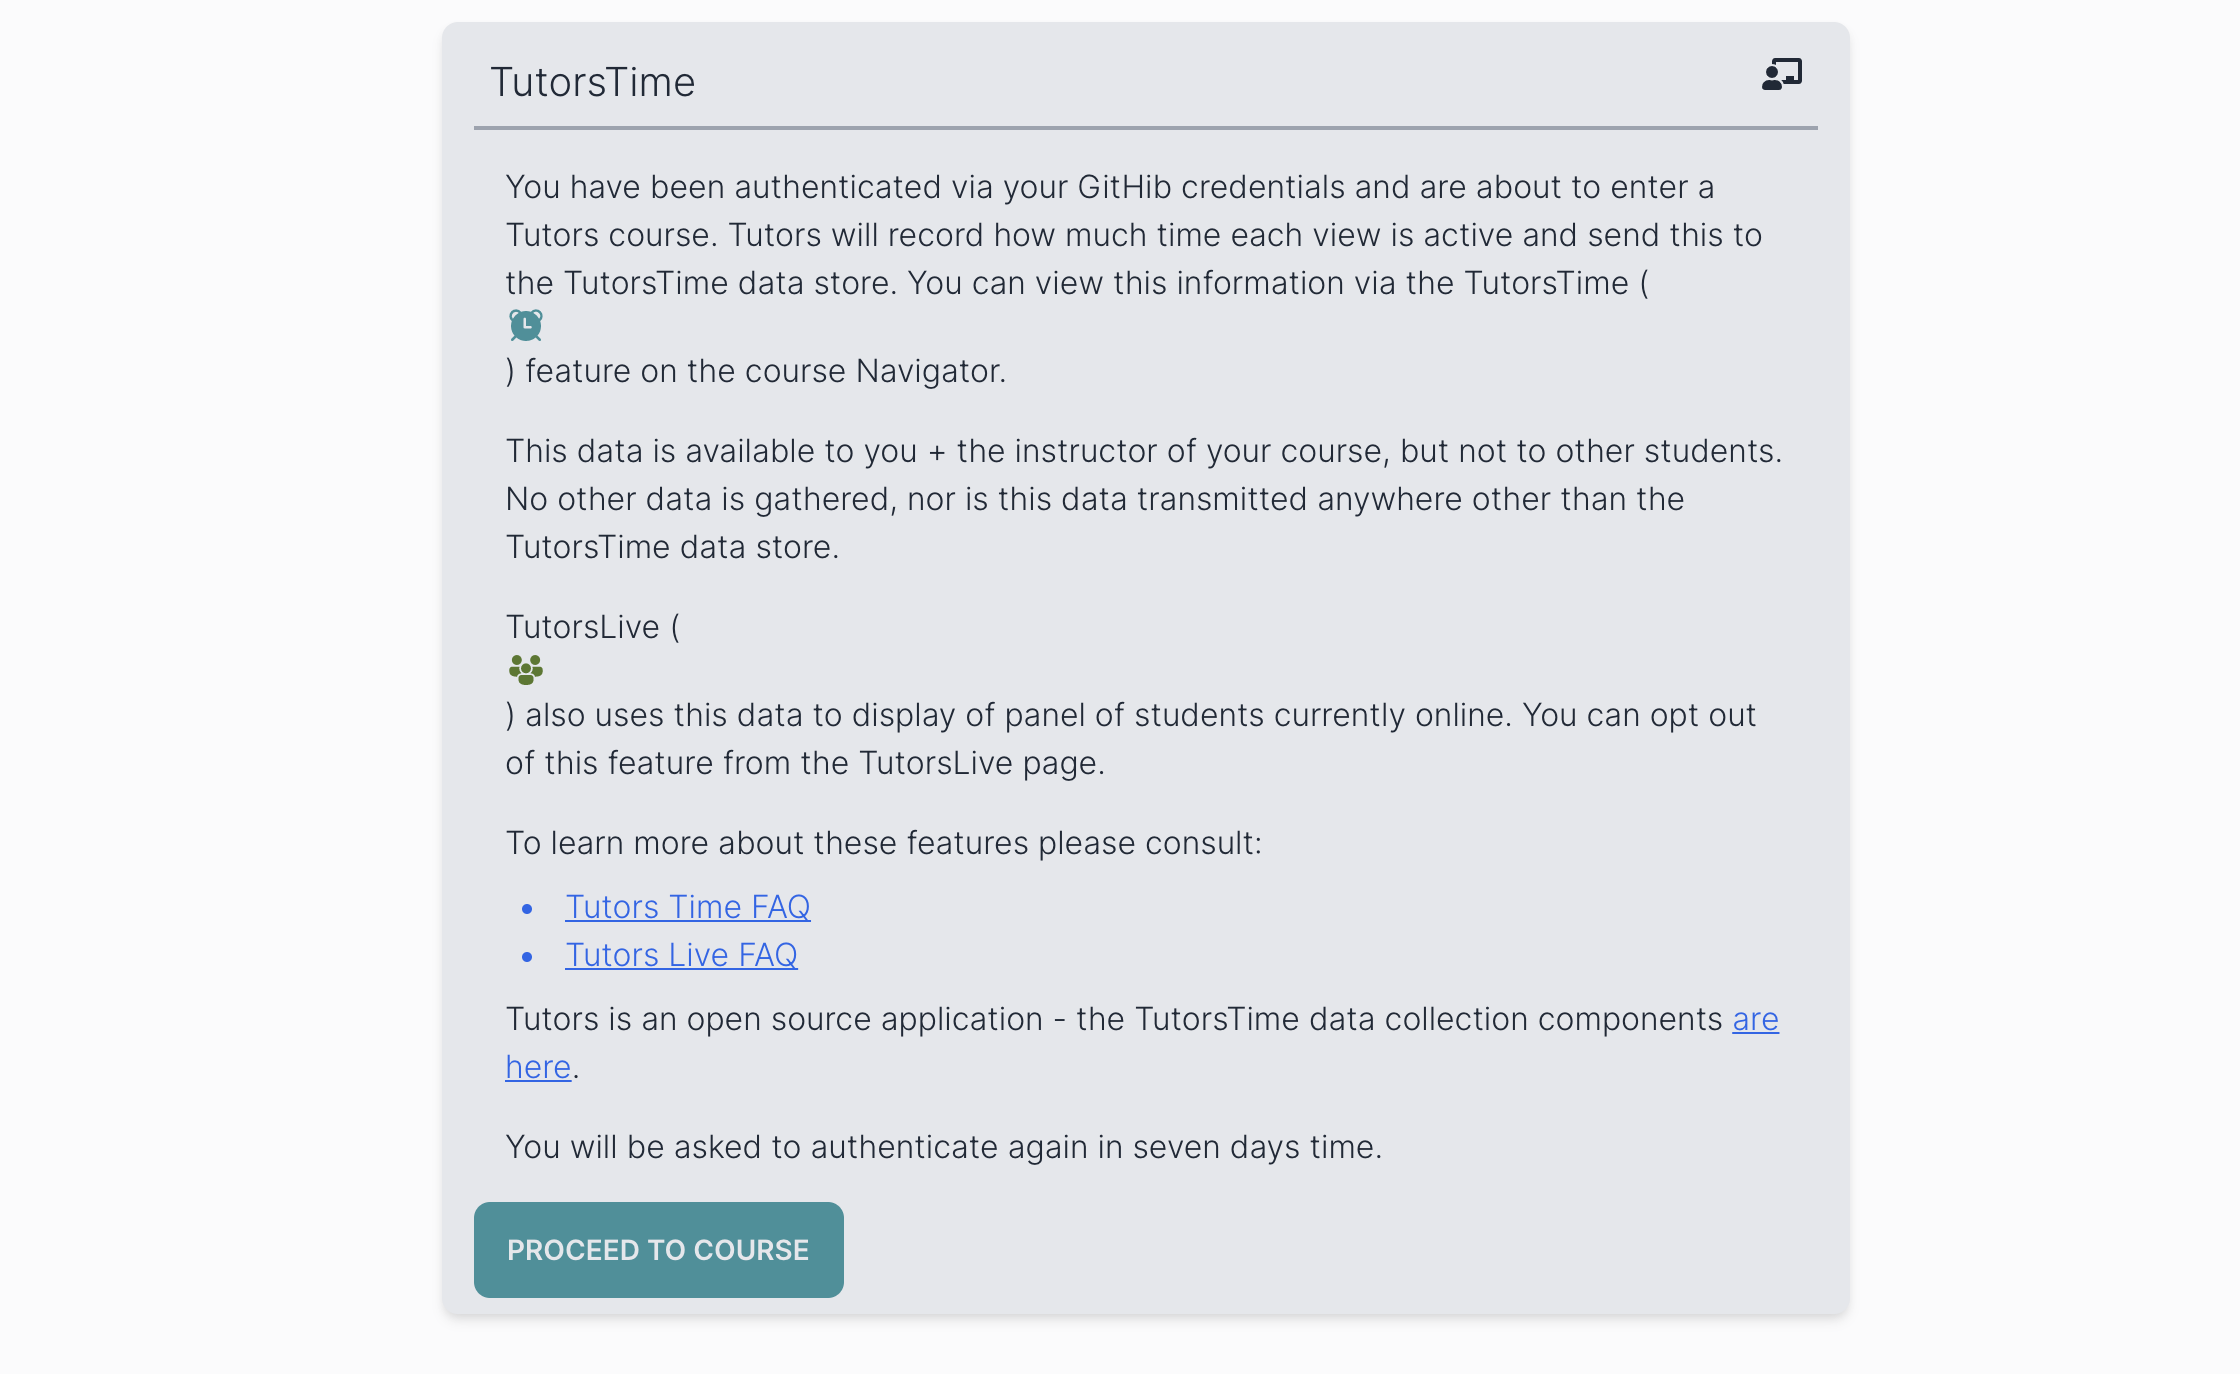 TutorsTime
You have been authenticated via your GitHib credentials and are about to enter a
Tutors course. Tutors will record how much time each view is active and send this to
the TutorsTime data store. You can view this information via the TutorsTime (
) feature on the course Navigator.
This data is available to you + the instructor of your course, but not to other students.
No other data is gathered, nor is this data transmitted anywhere other than the
TutorsTime data store.
TutorsLive (
) also uses this data to display of panel of students currently online. You can opt out
of this feature from the TutorsLive page.
To learn more about these features please consult:
• Tutors Time FAQ
• Tutors Live FAQ
Tutors is an open source application - the TutorsTime data collection components are
here.
You will be asked to authenticate again in seven days time.
PROCEED TO COURSE